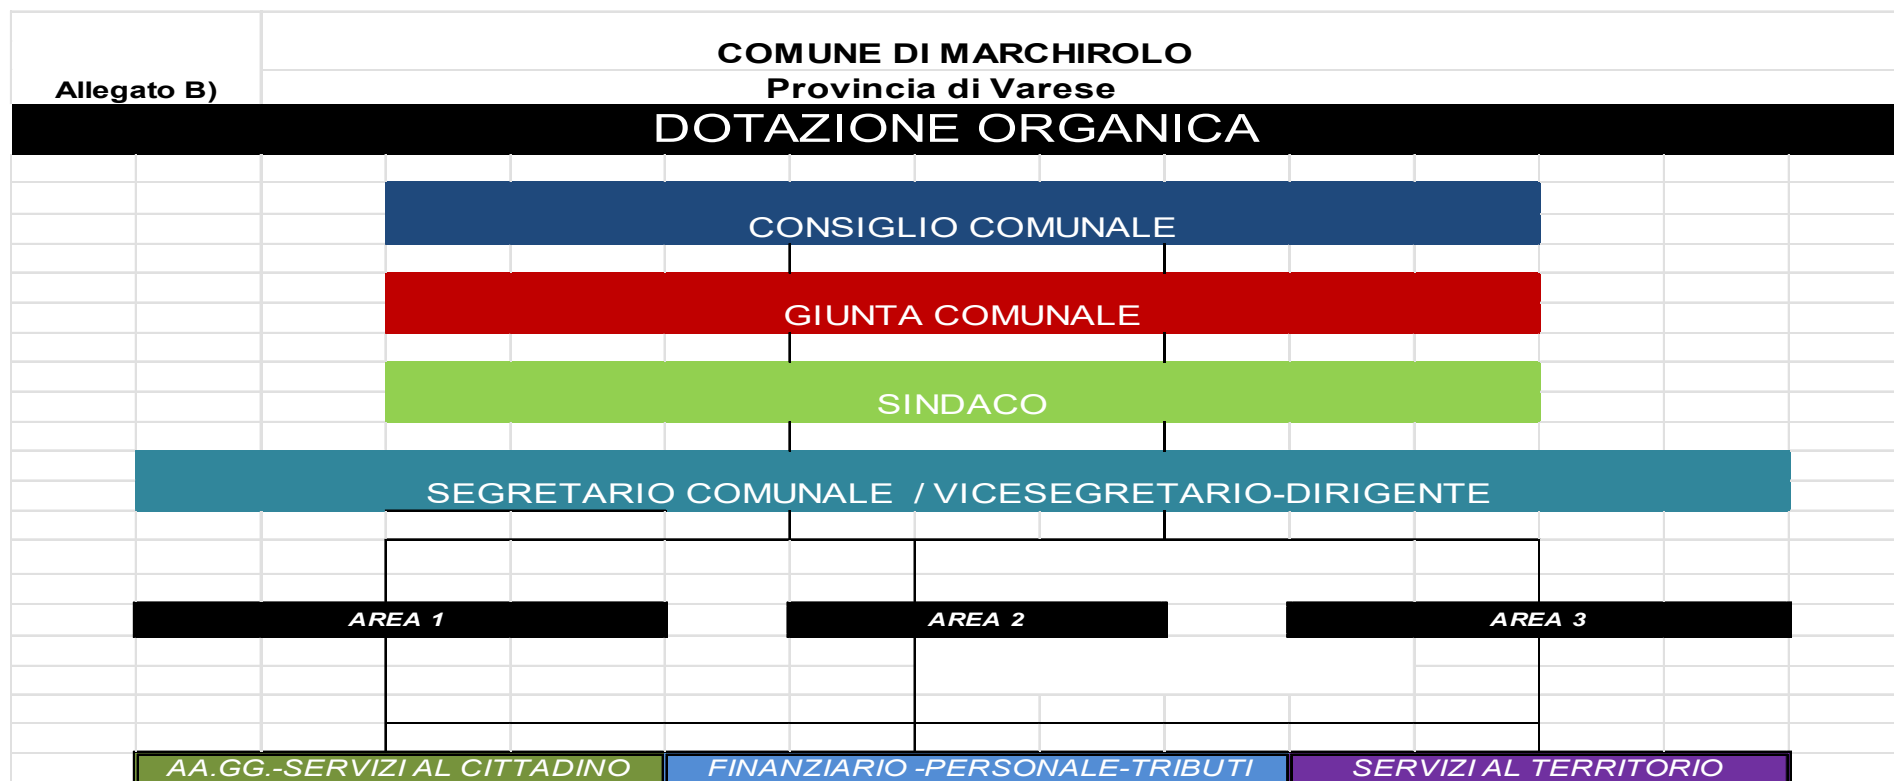 COMUNE DI MARCHIROLO
Allegato B)
Provincia di Varese
DOTAZIONE ORGANICA
CONSIGLIO COMUNALE
GIUNTA COMUNALE
SINDACO
SEGRETARIO COMUNALE / VICESEGRETARIO-DIRIGENTE
AREA 1
AREA 2
AREA 3
AA.GG.-SERVIZI AL CITTADINO
FINANZIARIO -PERSONALE-TRIBUTI
SERVIZI AL TERRITORIO